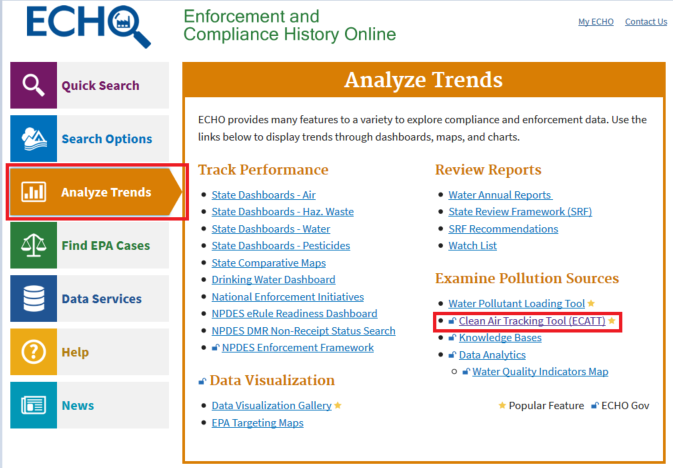 ECHO
Enforcement and
Compliance History Online
My ECHO Contact Us
Quick Search
Search Options
Analyze Trends
Find EPA Cases
Data Services
Help
News
Analyze Trends
ECHO provides many features to a variety to explore compliance and enforcement data. Use the
links below to display trends through dashboards, maps, and charts.
Track Performance
State Dashboards - Air
State Dashboards - Haz. Waste
State Dashboards - Water
State Dashboards - Pesticides
State Comparative Maps
Drinking Water Dashboard
National Enforcement Initiatives
NPDES eRule Readiness Dashboard
NPDES DMR Non-Receipt Status Search
NPDES Enforcement Framework
Data Visualization
Data Visualization Gallery
EPA Targeting Maps
Review Reports
Water Annual Reports
State Review Framework (SRF)
SRF Recommendations
Watch List
Examine Pollution Sources
Water Pollutant Loading Tool
Clean Air Tracking Tool (ECATT)
Knowledge Bases
Data Analytics
Water Quality Indicators Map
Popular Feature ECHO Gov